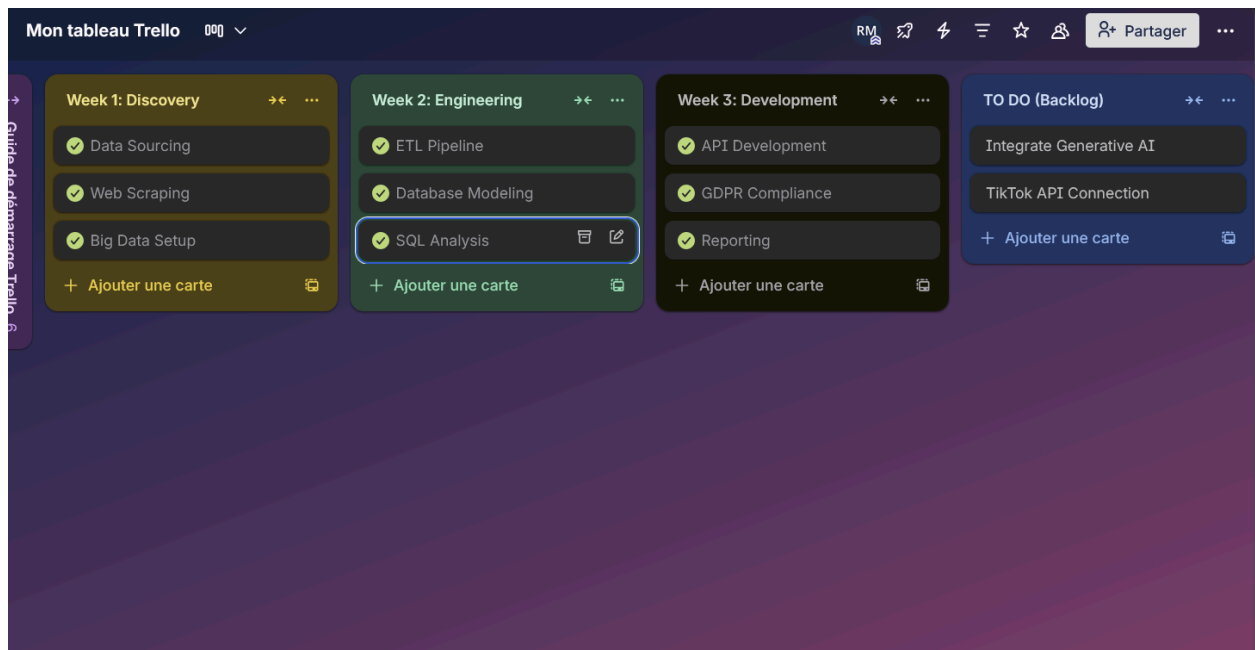 Mon tableau Trello
RM
Partager
Guide de démarrage Trello 6
Week 1: Discovery
Data Sourcing
Web Scraping
Big Data Setup
Ajouter une carte
Week 2: Engineering
ETL Pipeline
Database Modeling
SQL Analysis
Ajouter une carte
Week 3: Development
API Development
GDPR Compliance
Reporting
Ajouter une carte
TO DO (Backlog)
Integrate Generative AI
TikTok API Connection
Ajouter une carte